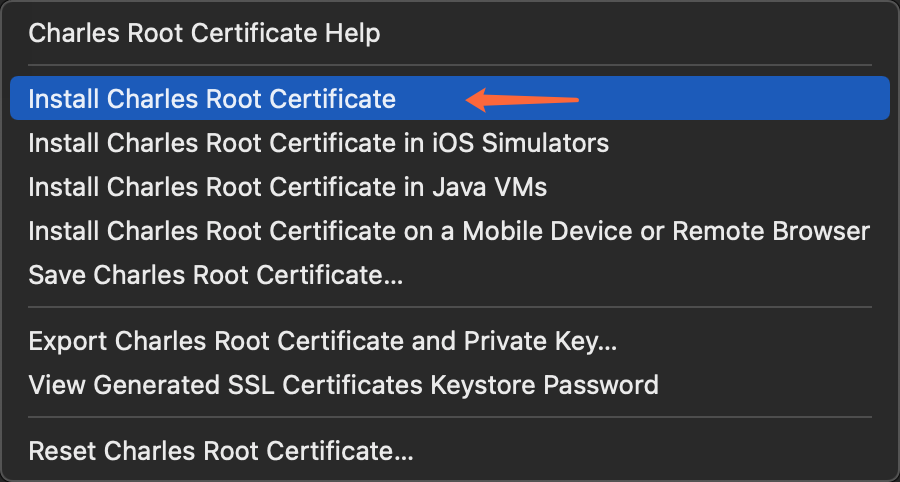 Charles Root Certificate Help
Install Charles Root Certificate
Install Charles Root Certificate in iOS Simulators
Install Charles Root Certificate in Java VMs
Install Charles Root Certificate on a Mobile Device or Remote Browser
Save Charles Root Certificate...
Export Charles Root Certificate and Private Key...
View Generated SSL Certificates Keystore Password
Reset Charles Root Certificate...